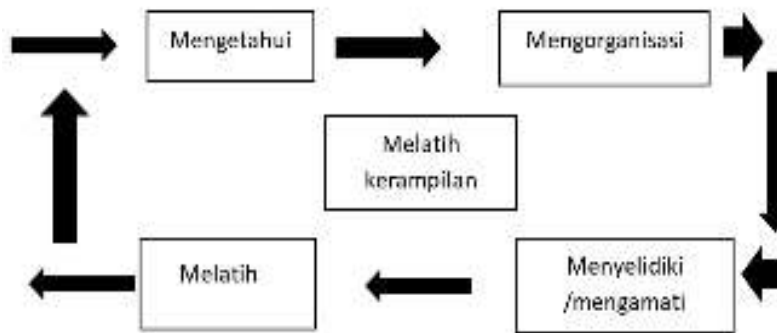 Mengetahui
Mengorganisasi
Melatih
kerampilan
Melatih
Menyelidiki
/mengamati